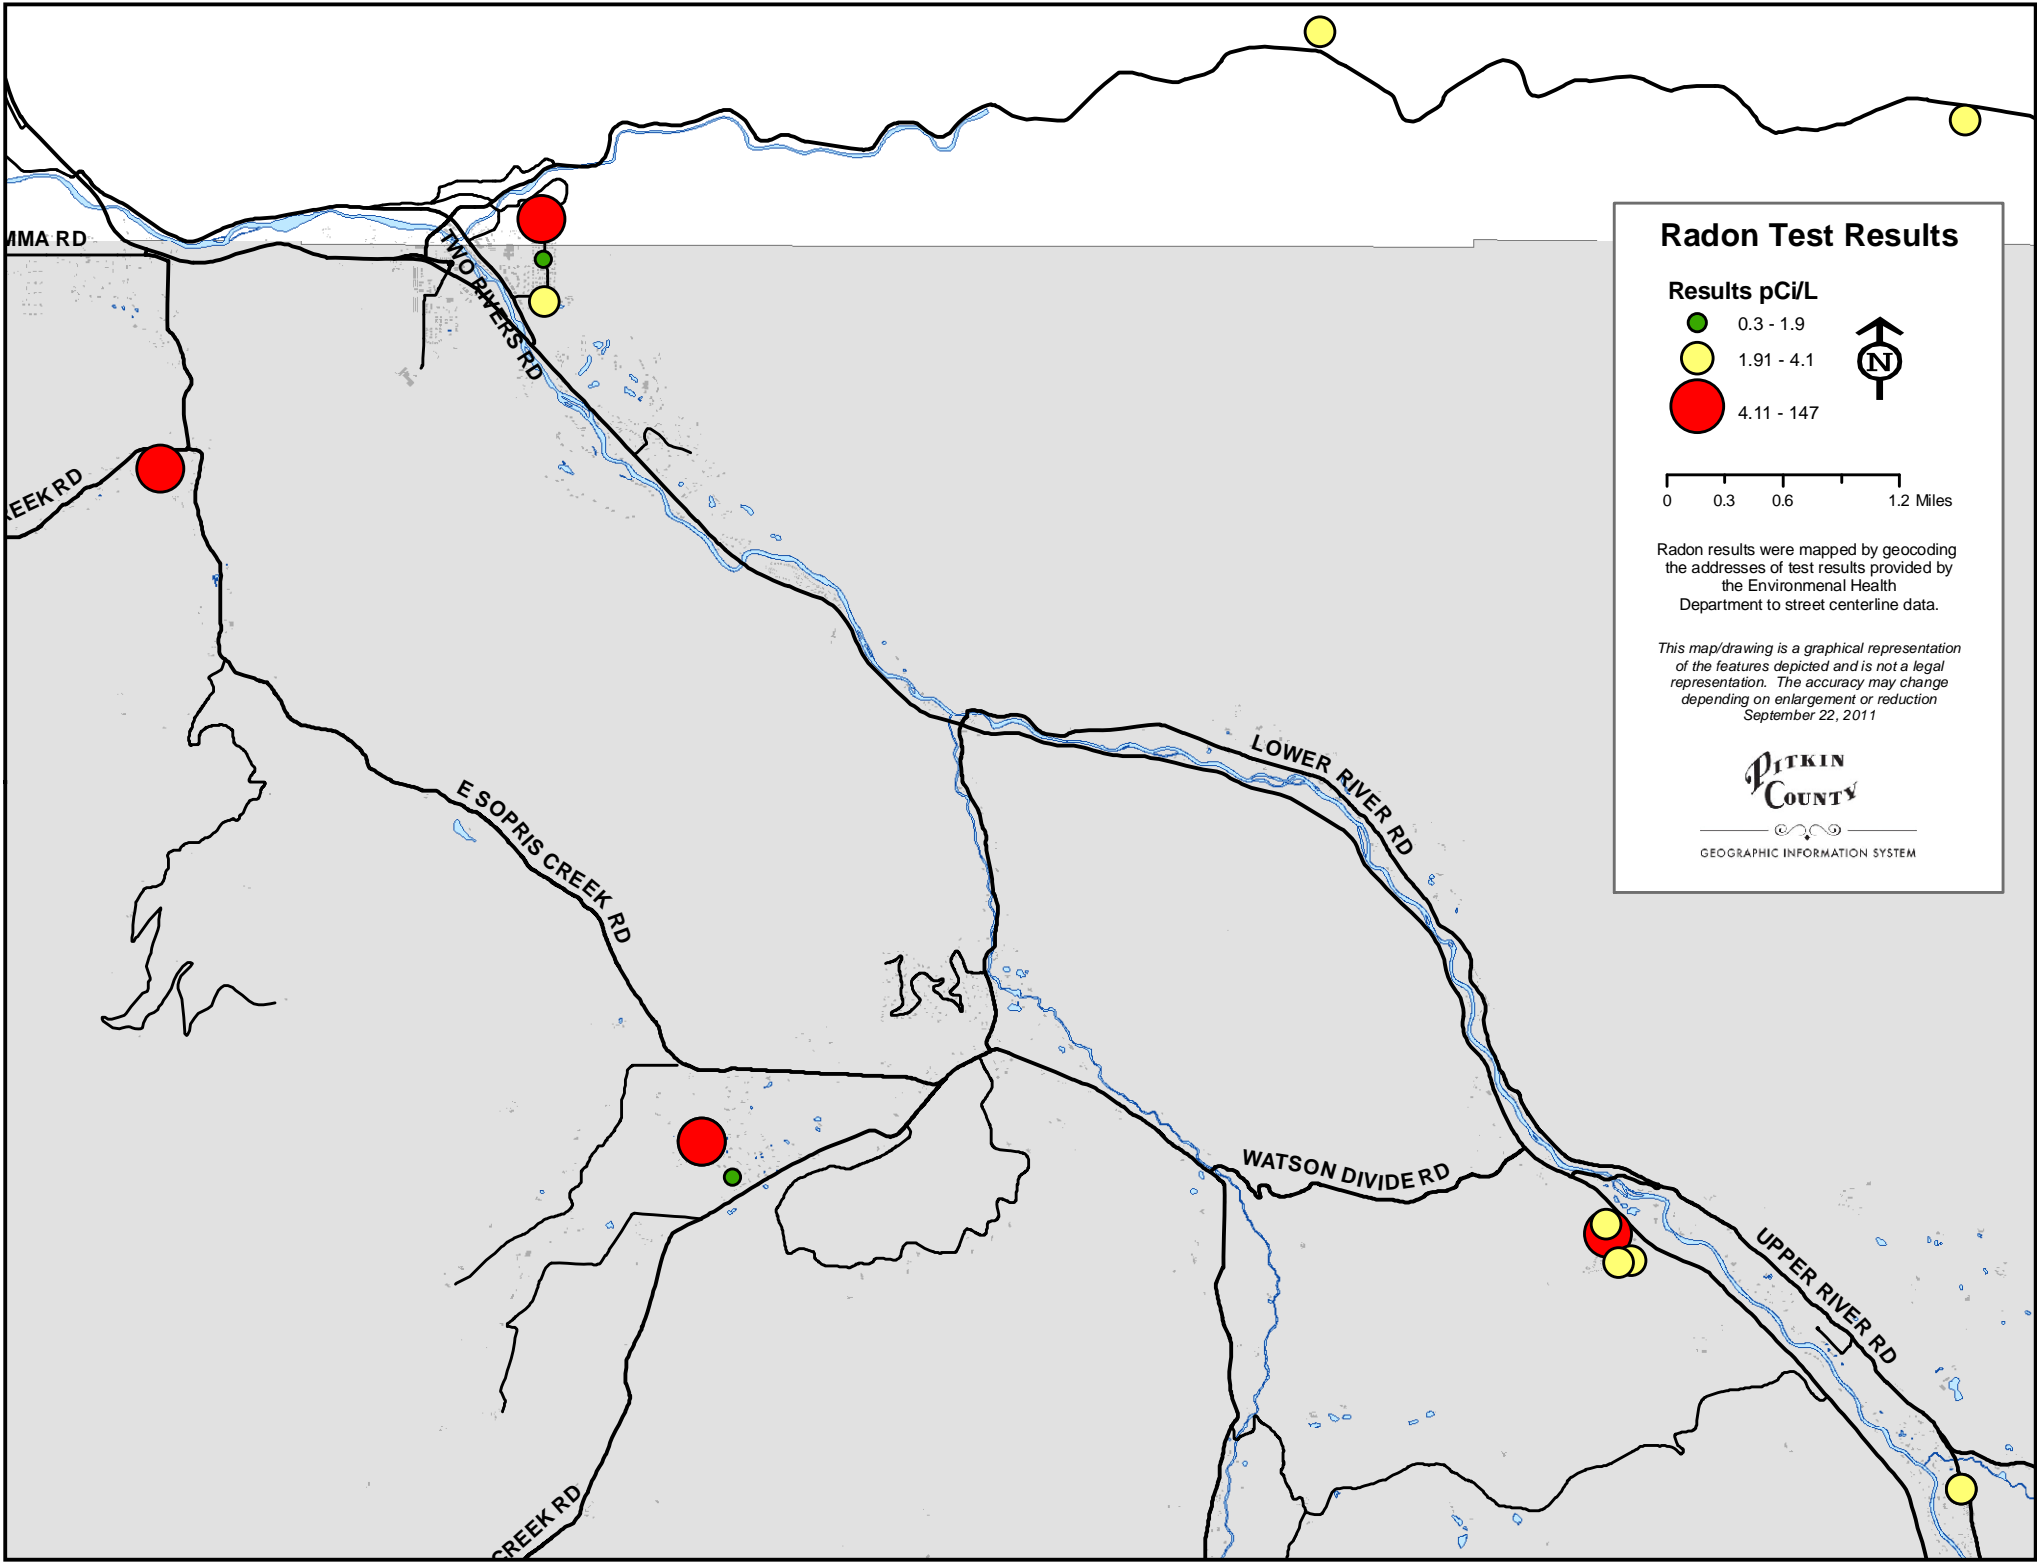 MMA RD
TWO RIVERS RD
REEK RD
E SOPRIS CREEK RD
LOWER RIVER RD
WATSON DIVIDE RD
UPPER RIVER RD
CREEK RD
Radon Test Results
Results pCi/L
0.3 - 1.9
1.91 - 4.1
4.11 - 147
N
0 0.3 0.6 1.2 Miles
Radon results were mapped by geocoding
the addresses of test results provided by
the Environmenal Health
Department to street centerline data.
This map/drawing is a graphical representation
of the features depicted and is not a legal
representation. The accuracy may change
depending on enlargement or reduction
September 22, 2011
PITKIN
COUNTY
GEOGRAPHIC INFORMATION SYSTEM